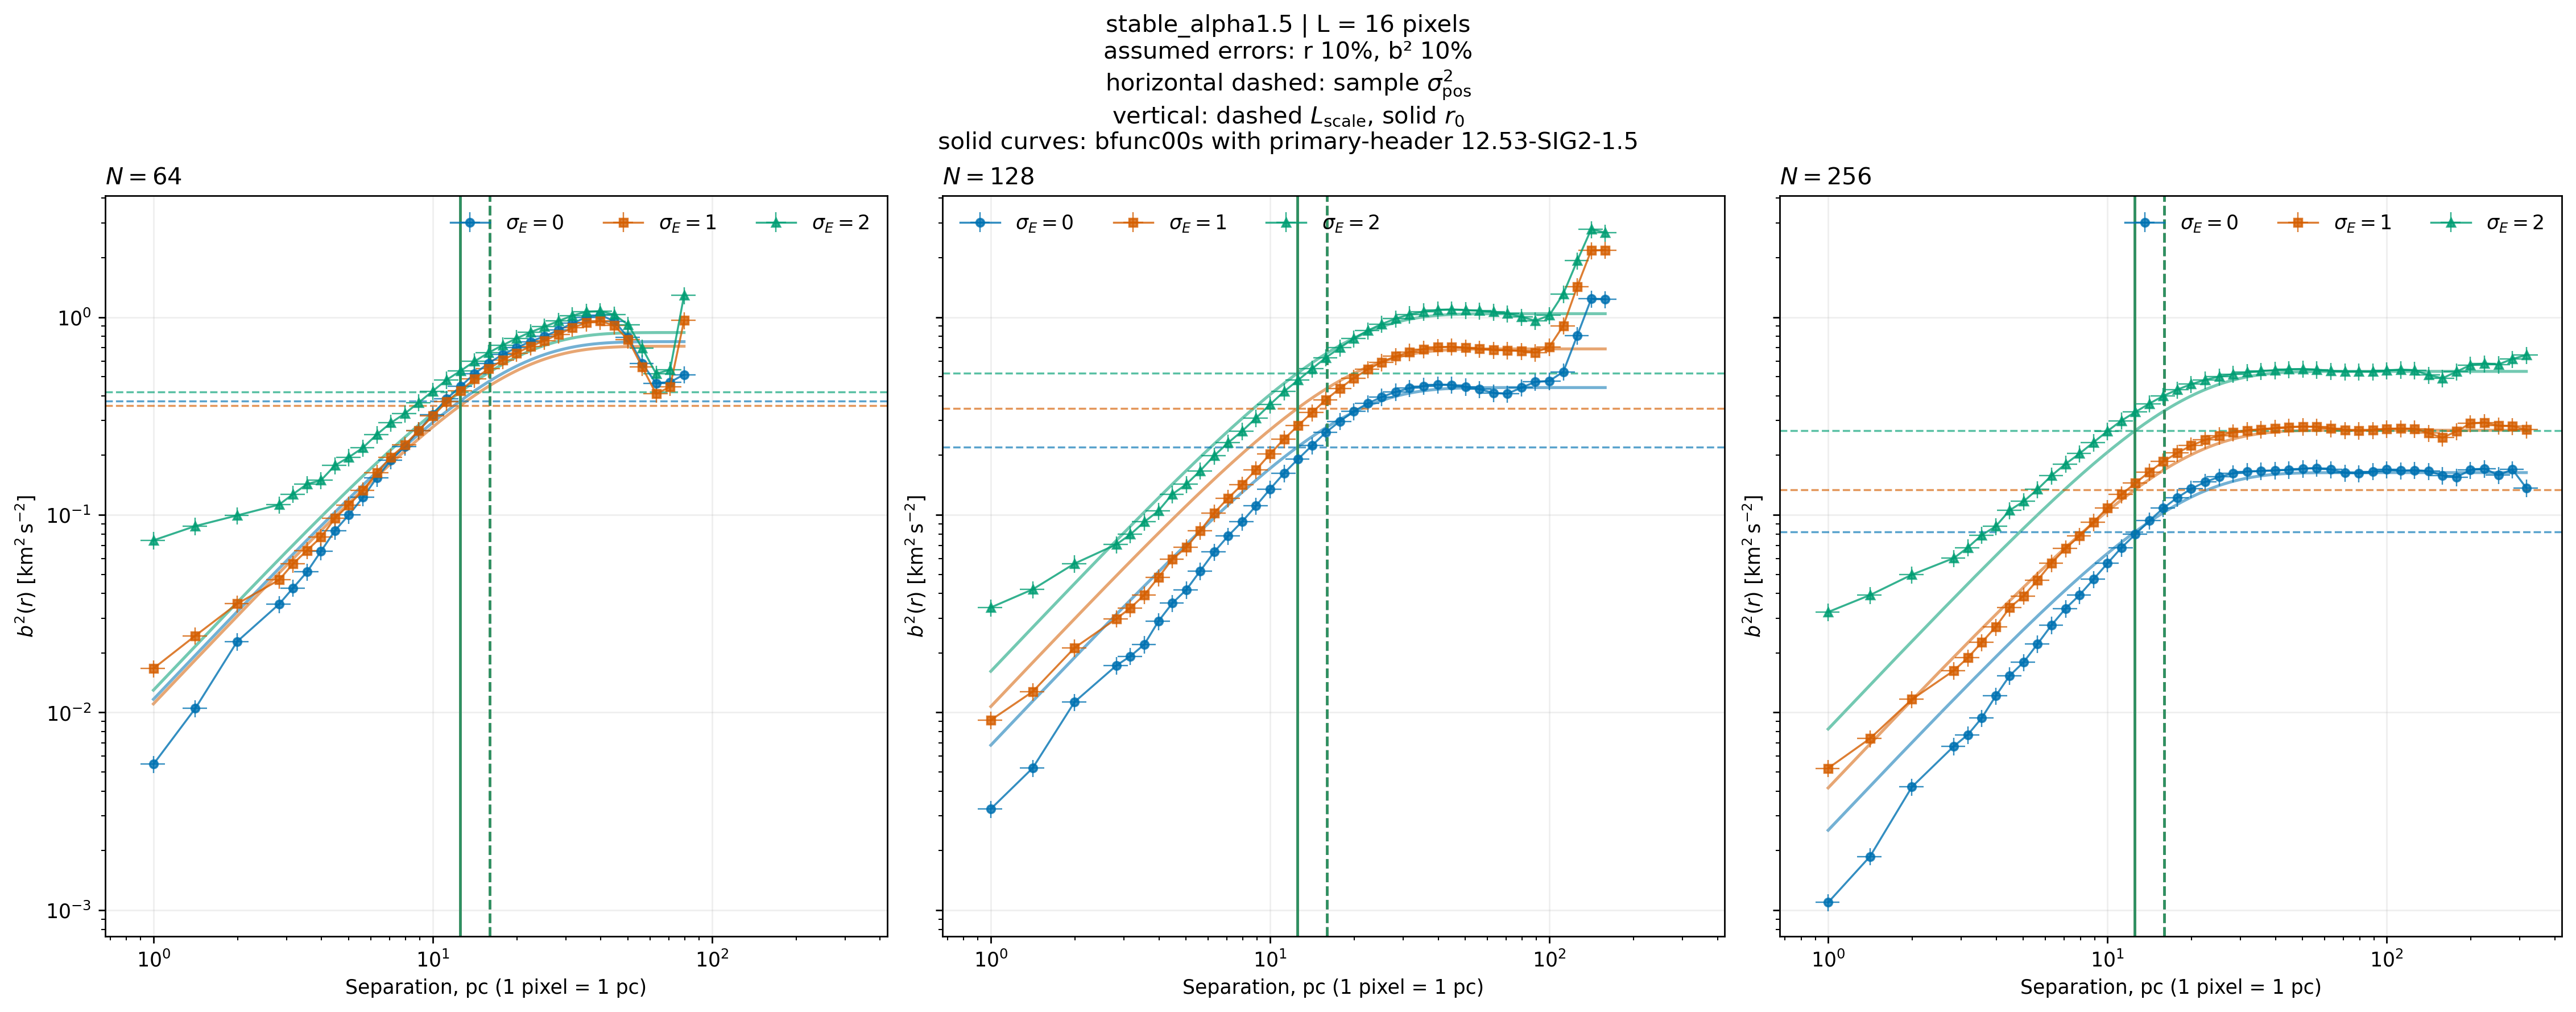 stable_alpha1.5 | L = 16 pixels
assumed errors: r 10%, b² 10%
horizontal dashed: sample σ²pos
vertical: dashed Lscale, solid r₀
solid curves: bfunc00s with primary-header 12.53-SIG2-1.5
N = 64
N = 128
N = 256
σE = 0 σE = 1 σE = 2
σE = 0 σE = 1 σE = 2
σE = 0 σE = 1 σE = 2
b²(r) [km² s⁻²]
10⁰
10⁻¹
10⁻²
10⁻³
10⁰ 10¹ 10²
Separation, pc (1 pixel = 1 pc)
b²(r) [km² s⁻²]
10⁰ 10¹ 10²
Separation, pc (1 pixel = 1 pc)
b²(r) [km² s⁻²]
10⁰ 10¹ 10²
Separation, pc (1 pixel = 1 pc)